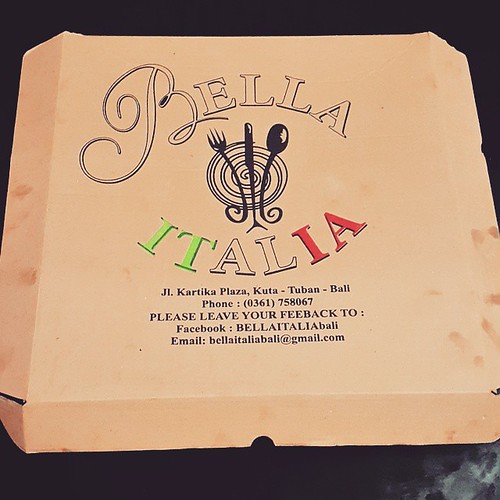 BELLA
ITALIA
Jl. Kartika Plaza, Kuta - Tuban - Bali
Phone : (0361) 758067
PLEASE LEAVE YOUR FEEBACK TO :
Facebook : BELLAITALIAbali
Email: bellaitaliabali@gmail.com